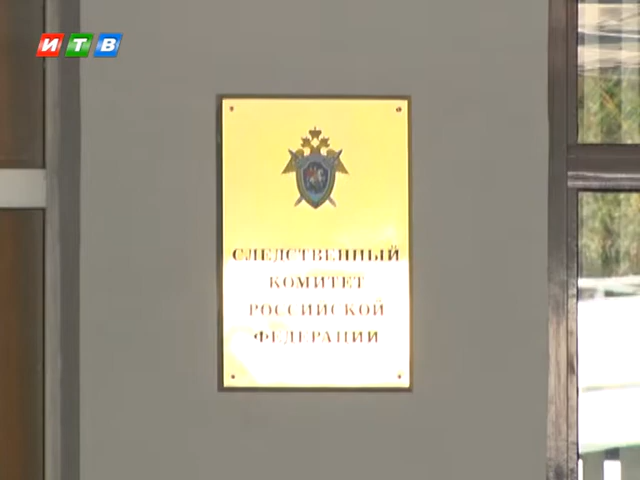 ИТВ
СЛЕДСТВЕННЫЙ
КОМИТЕТ
РОССИЙСКОЙ
ФЕДЕРАЦИИ